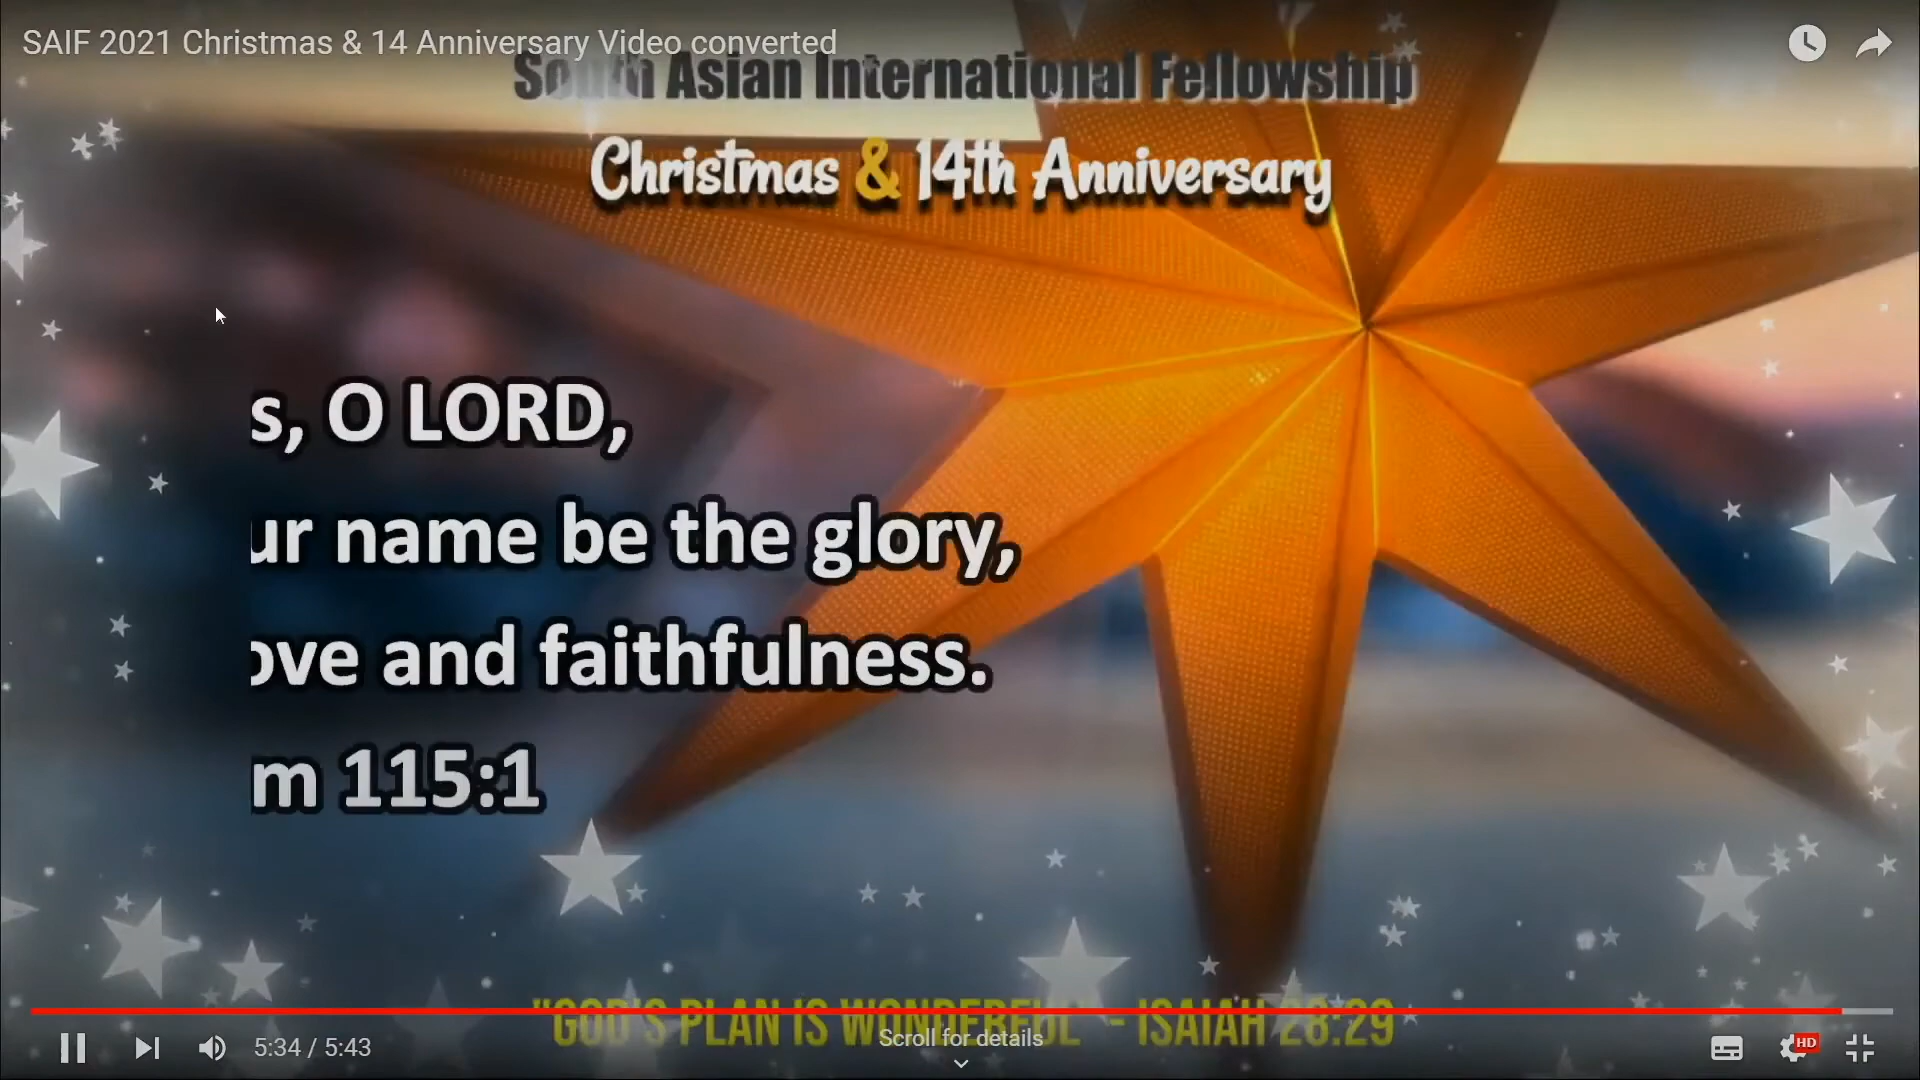 SAIF 2021 Christmas & 14 Anniversary Video converted
South Asian International Fellowship
Christmas & 14th Anniversary
s, O LORD,
ur name be the glory,
ove and faithfulness.
m 115:1
"GOD'S PLAN IS WONDERFUL" - ISAIAH 28:29
Scroll for details
5:34 / 5:43
HD